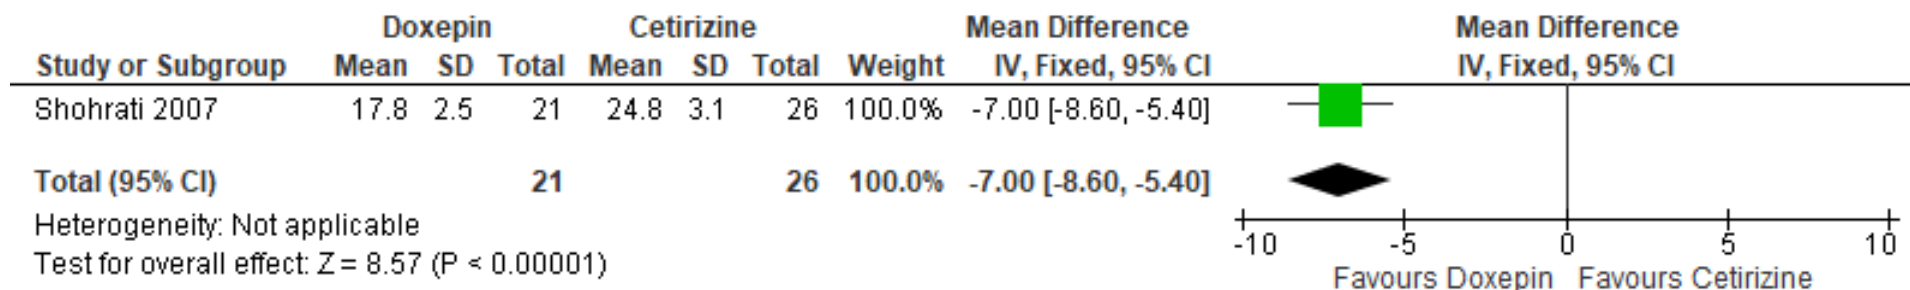 Doxepin Cetirizine Mean Difference Mean Difference
Study or Subgroup Mean SD Total Mean SD Total Weight IV, Fixed, 95% CI IV, Fixed, 95% CI
Shohrati 2007 17.8 2.5 21 24.8 3.1 26 100.0% -7.00 [-8.60, -5.40]
Total (95% CI) 21 26 100.0% -7.00 [-8.60, -5.40]
Heterogeneity: Not applicable
Test for overall effect: Z = 8.57 (P < 0.00001)
-10 -5 0 5 10
Favours Doxepin Favours Cetirizine